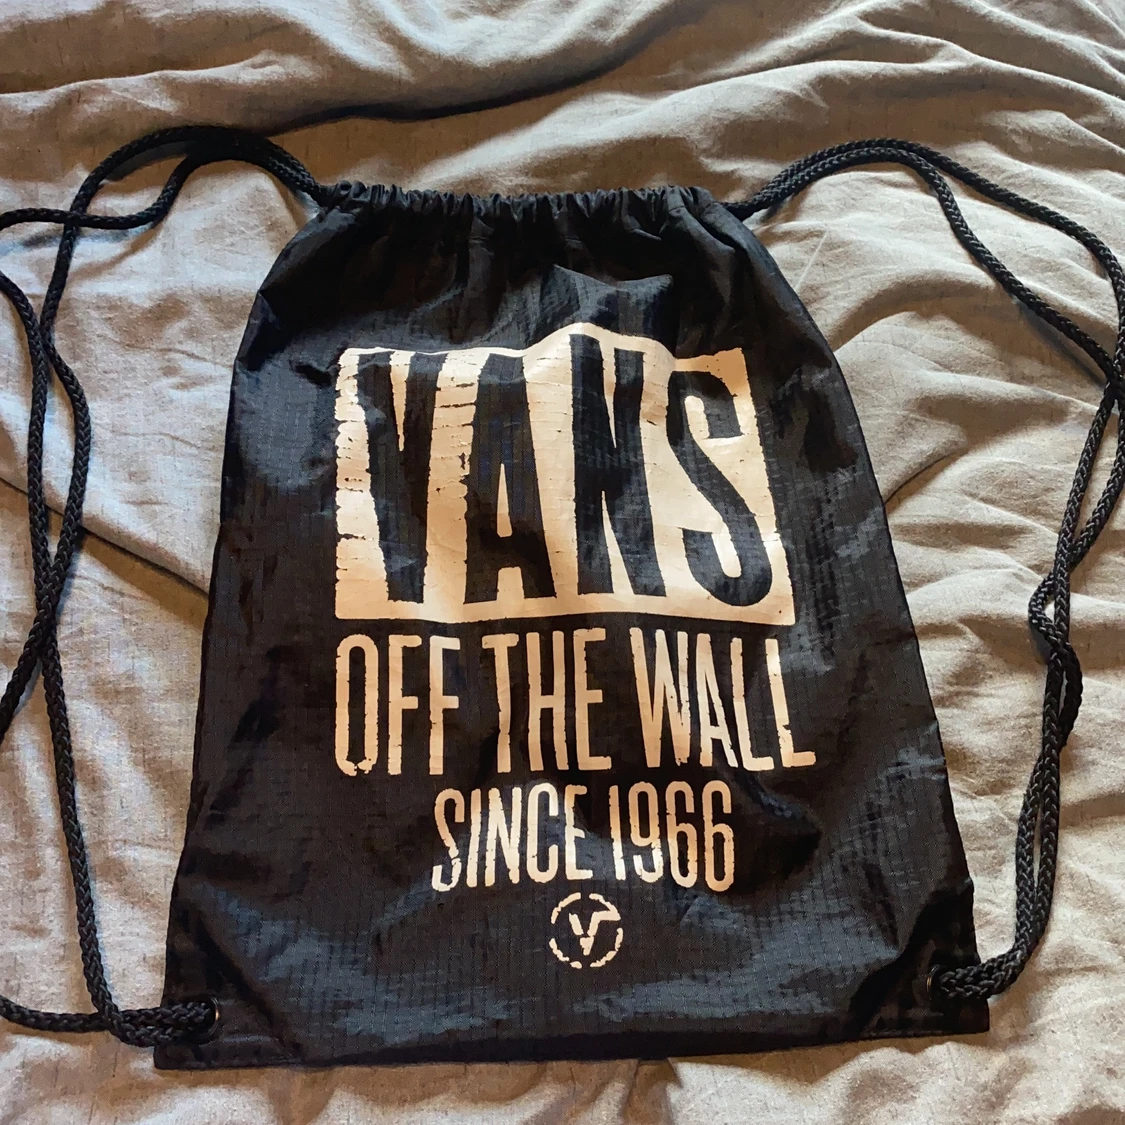 VANS
OFF THE WALL
SINCE 1966
V